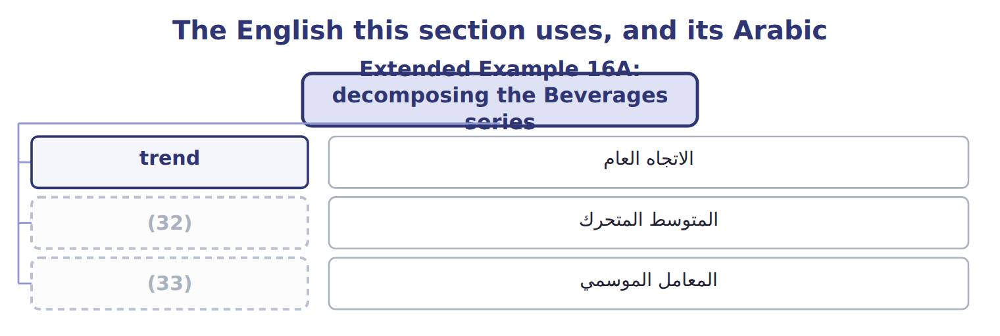 The English this section uses, and its Arabic
Extended Example 16A:
decomposing the Beverages
series
trend
الاتجاه العام
(32)
المتوسط المتحرك
(33)
المعامل الموسمي